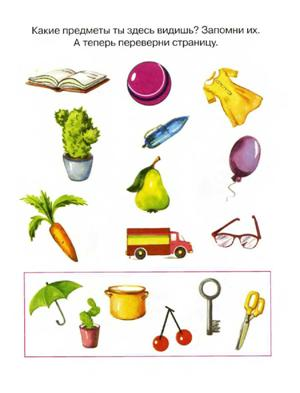 Какие предметы ты здесь видишь? Запомни их.
А теперь переверни страницу.